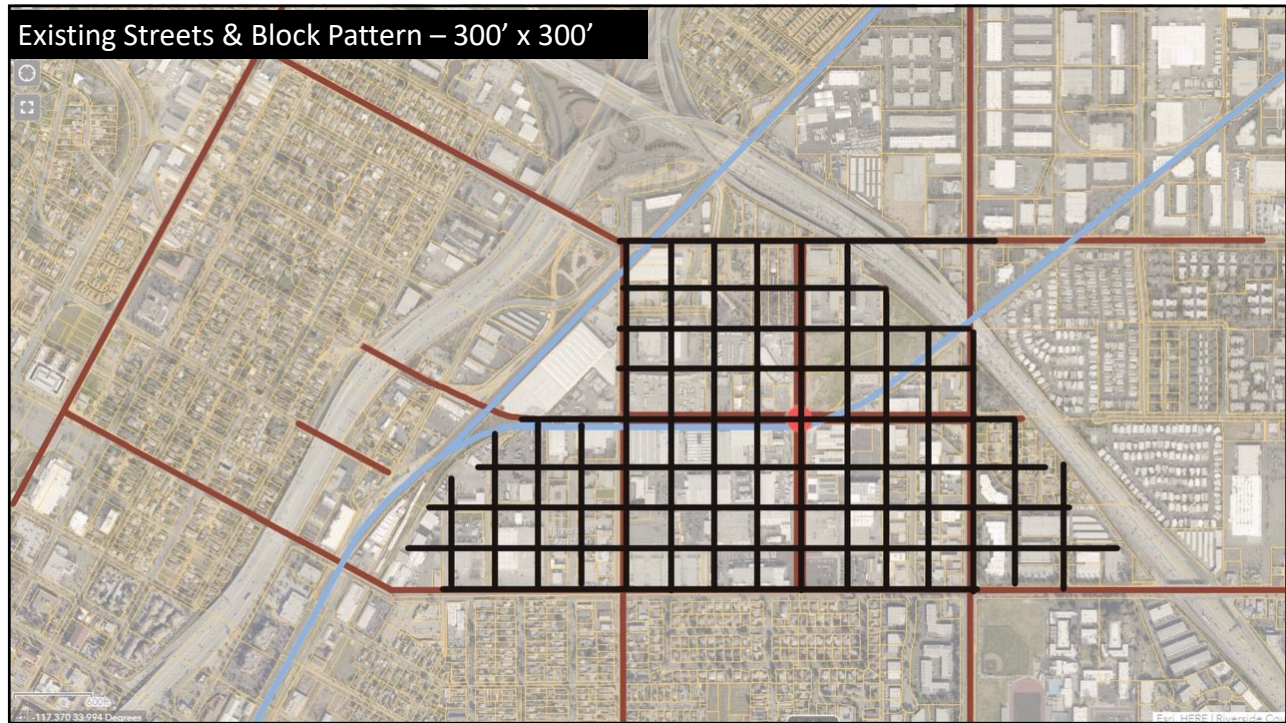 Existing Streets & Block Pattern – 300’ x 300’
600ft
-117.370 33.994 Degrees
Esri, HERE | Riverside C